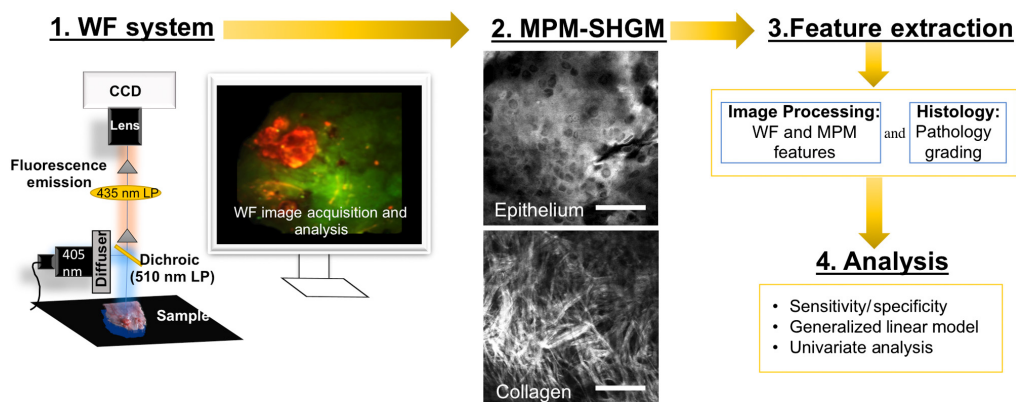 1. WF system
2. MPM-SHGM
3.Feature extraction
CCD
Lens
Fluorescence
emission
435 nm LP
405
nm
Diffuser
Dichroic
(510 nm LP)
Sample
WF image acquisition and
analysis
Epithelium
Collagen
Image Processing:
WF and MPM
features
and
Histology:
Pathology
grading
4. Analysis
• Sensitivity/specificity
• Generalized linear model
• Univariate analysis